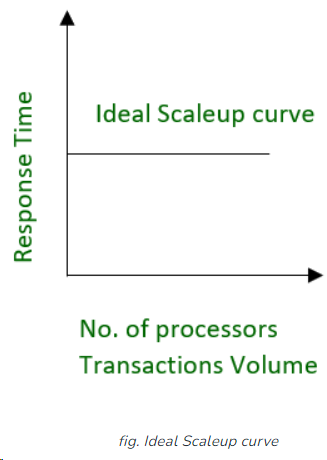 Ideal Scaleup curve
Response Time
No. of processors
Transactions Volume
fig. Ideal Scaleup curve